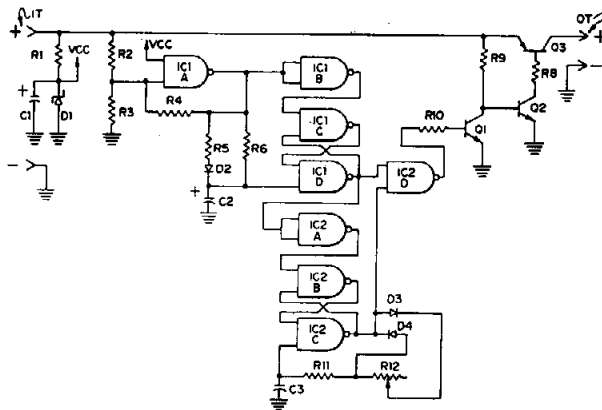 + IT
OT +
R1
VCC
R2
VCC
IC1 A
IC1 B
R9
Q3
R8
-
+
C1
D1
R3
R4
IC1 C
R10
Q1
Q2
R5
R6
D2
IC1 D
IC2 D
-
+
C2
IC2 A
IC2 B
D3
D4
IC2 C
R11
R12
C3